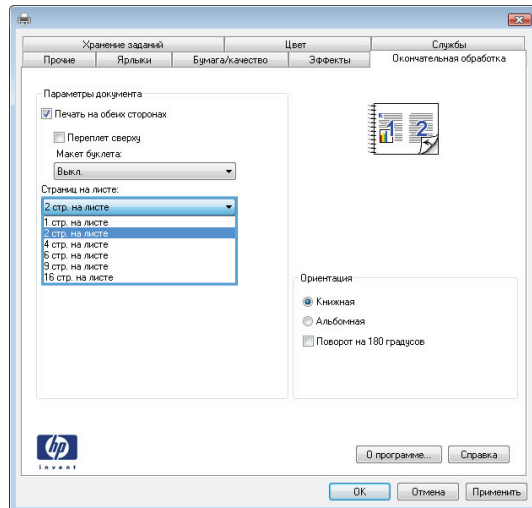 Хранение заданий
Цвет
Службы
Прочие
Ярлыки
Бумага/качество
Эффекты
Окончательная обработка
Параметры документа
Печать на обеих сторонах
Переплет сверху
Макет буклета:
Выкл.
Страниц на листе:
2 стр. на листе
1 стр. на листе
2 стр. на листе
4 стр. на листе
6 стр. на листе
9 стр. на листе
16 стр. на листе
1 2
Ориентация
Книжная
Альбомная
Поворот на 180 градусов
hp
invent
О программе...
Справка
OK
Отмена
Применить